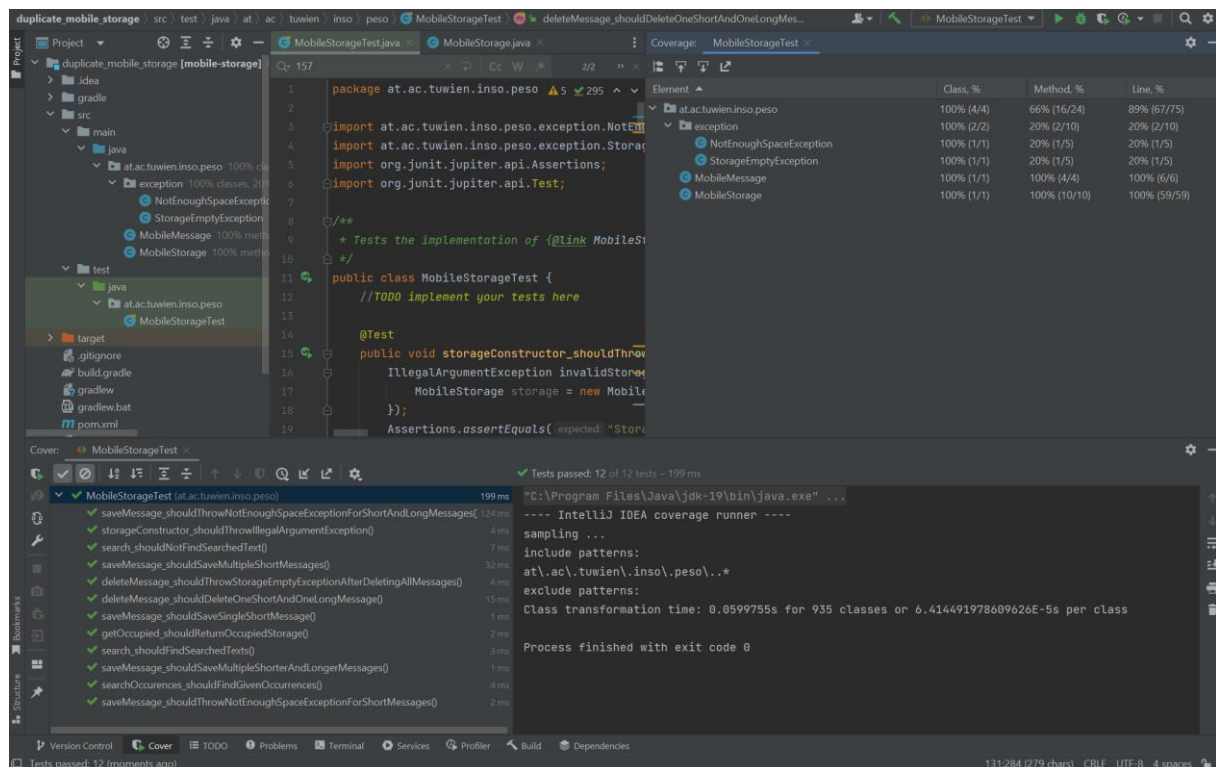 duplicate_mobile_storage src test java at ac tuwien inso peso MobileStorageTest deleteMessage_shouldDeleteOneShortAndOneLongMes... MobileStorageTest
Project
MobileStorageTest.java MobileStorage.java
Coverage: MobileStorageTest
duplicate_mobile_storage [mobile-storage]
.idea
gradle
src
main
java
at.ac.tuwien.inso.peso 100% cla
exception 100% classes, 20%
NotEnoughSpaceExceptic
StorageEmptyException
MobileMessage 100% meth
MobileStorage 100% metho
test
java
at.ac.tuwien.inso.peso
MobileStorageTest
target
.gitignore
build.gradle
gradlew
gradlew.bat
pom.xml
157 Cc W .* 2/2
1 package at.ac.tuwien.inso.peso 5 295
2
3 import at.ac.tuwien.inso.peso.exception.NotEno
4 import at.ac.tuwien.inso.peso.exception.Storag
5 import org.junit.jupiter.api.Assertions;
6 import org.junit.jupiter.api.Test;
7
8 /**
9 * Tests the implementation of {@link MobileSt
10 */
11 public class MobileStorageTest {
12 //TODO implement your tests here
13
14 @Test
15 public void storageConstructor_shouldThrow
16 IllegalArgumentException invalidStorag
17 MobileStorage storage = new Mobile
18 });
19 Assertions.assertEquals( expected: "Stora
Element Class, % Method, % Line, %
at.ac.tuwien.inso.peso 100% (4/4) 66% (16/24) 89% (67/75)
exception 100% (2/2) 20% (2/10) 20% (2/10)
NotEnoughSpaceException 100% (1/1) 20% (1/5) 20% (1/5)
StorageEmptyException 100% (1/1) 20% (1/5) 20% (1/5)
MobileMessage 100% (1/1) 100% (4/4) 100% (6/6)
MobileStorage 100% (1/1) 100% (10/10) 100% (59/59)
Cover: MobileStorageTest
Tests passed: 12 of 12 tests – 199 ms
MobileStorageTest (at.ac.tuwien.inso.peso) 199 ms
saveMessage_shouldThrowNotEnoughSpaceExceptionForShortAndLongMessages( 124 ms
storageConstructor_shouldThrowIllegalArgumentException() 4 ms
search_shouldNotFindSearchedText() 7 ms
saveMessage_shouldSaveMultipleShortMessages() 32 ms
deleteMessage_shouldThrowStorageEmptyExceptionAfterDeletingAllMessages() 4 ms
deleteMessage_shouldDeleteOneShortAndOneLongMessage() 15 ms
saveMessage_shouldSaveSingleShortMessage() 1 ms
getOccupied_shouldReturnOccupiedStorage() 2 ms
search_shouldFindSearchedTexts() 3 ms
saveMessage_shouldSaveMultipleShorterAndLongerMessages() 1 ms
searchOccurences_shouldFindGivenOccurrences() 4 ms
saveMessage_shouldThrowNotEnoughSpaceExceptionForShortMessages() 2 ms
"C:\Program Files\Java\jdk-19\bin\java.exe" ...
---- IntelliJ IDEA coverage runner ----
sampling ...
include patterns:
at\.ac\.tuwien\.inso\.peso\..*
exclude patterns:
Class transformation time: 0.0599755s for 935 classes or 6.414491978609626E-5s per class
Process finished with exit code 0
Bookmarks
Structure
Version Control Cover TODO Problems Terminal Services Profiler Build Dependencies
Tests passed: 12 (moments ago) 131:284 (279 chars) CRLF UTF-8 4 spaces